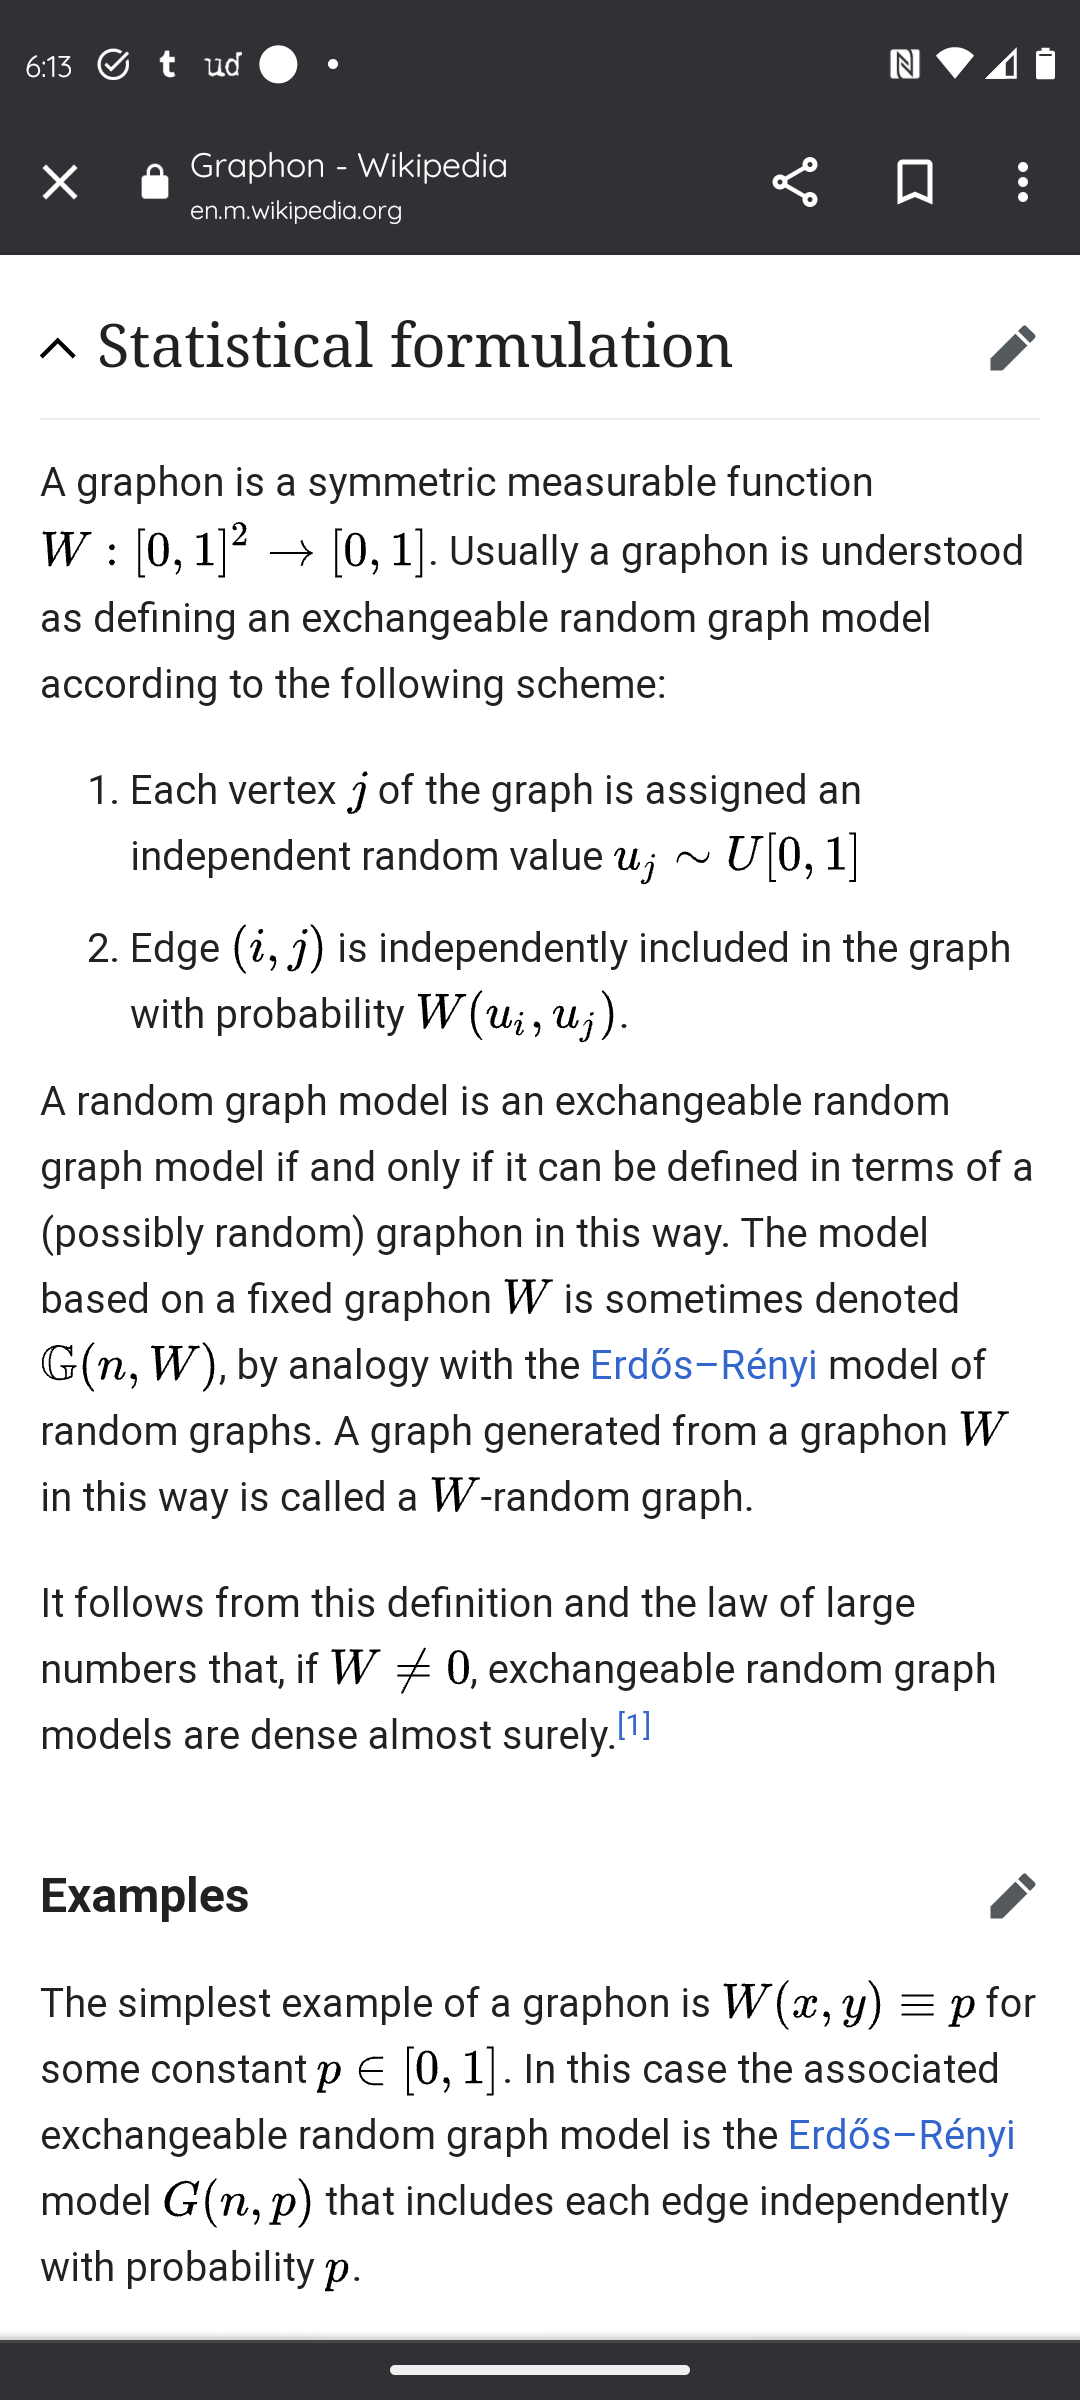 6:13 t ud
Graphon - Wikipedia
en.m.wikipedia.org
Statistical formulation
A graphon is a symmetric measurable function
W : [0, 1]² → [0, 1]. Usually a graphon is understood
as defining an exchangeable random graph model
according to the following scheme:
1. Each vertex j of the graph is assigned an
independent random value uⱼ ∼ U[0, 1]
2. Edge (i, j) is independently included in the graph
with probability W(uᵢ, uⱼ).
A random graph model is an exchangeable random
graph model if and only if it can be defined in terms of a
(possibly random) graphon in this way. The model
based on a fixed graphon W is sometimes denoted
𝔾(n, W), by analogy with the Erdős–Rényi model of
random graphs. A graph generated from a graphon W
in this way is called a W-random graph.
It follows from this definition and the law of large
numbers that, if W ≠ 0, exchangeable random graph
models are dense almost surely.[1]
Examples
The simplest example of a graphon is W(x, y) ≡ p for
some constant p ∈ [0, 1]. In this case the associated
exchangeable random graph model is the Erdős–Rényi
model G(n, p) that includes each edge independently
with probability p.